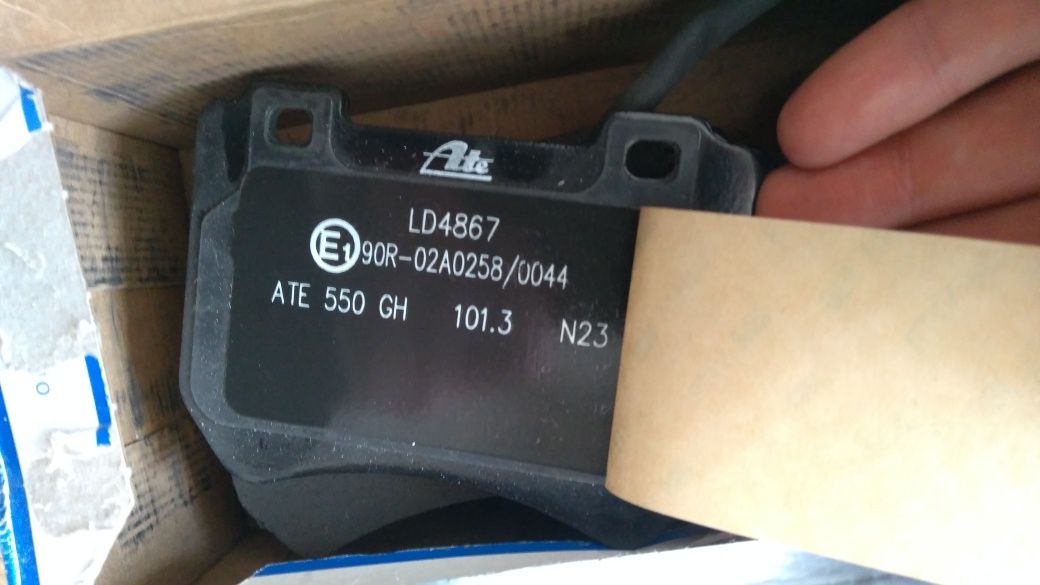 Ate
LD4867
E1 90R-02A0258/0044
ATE 550 GH 101.3 N23